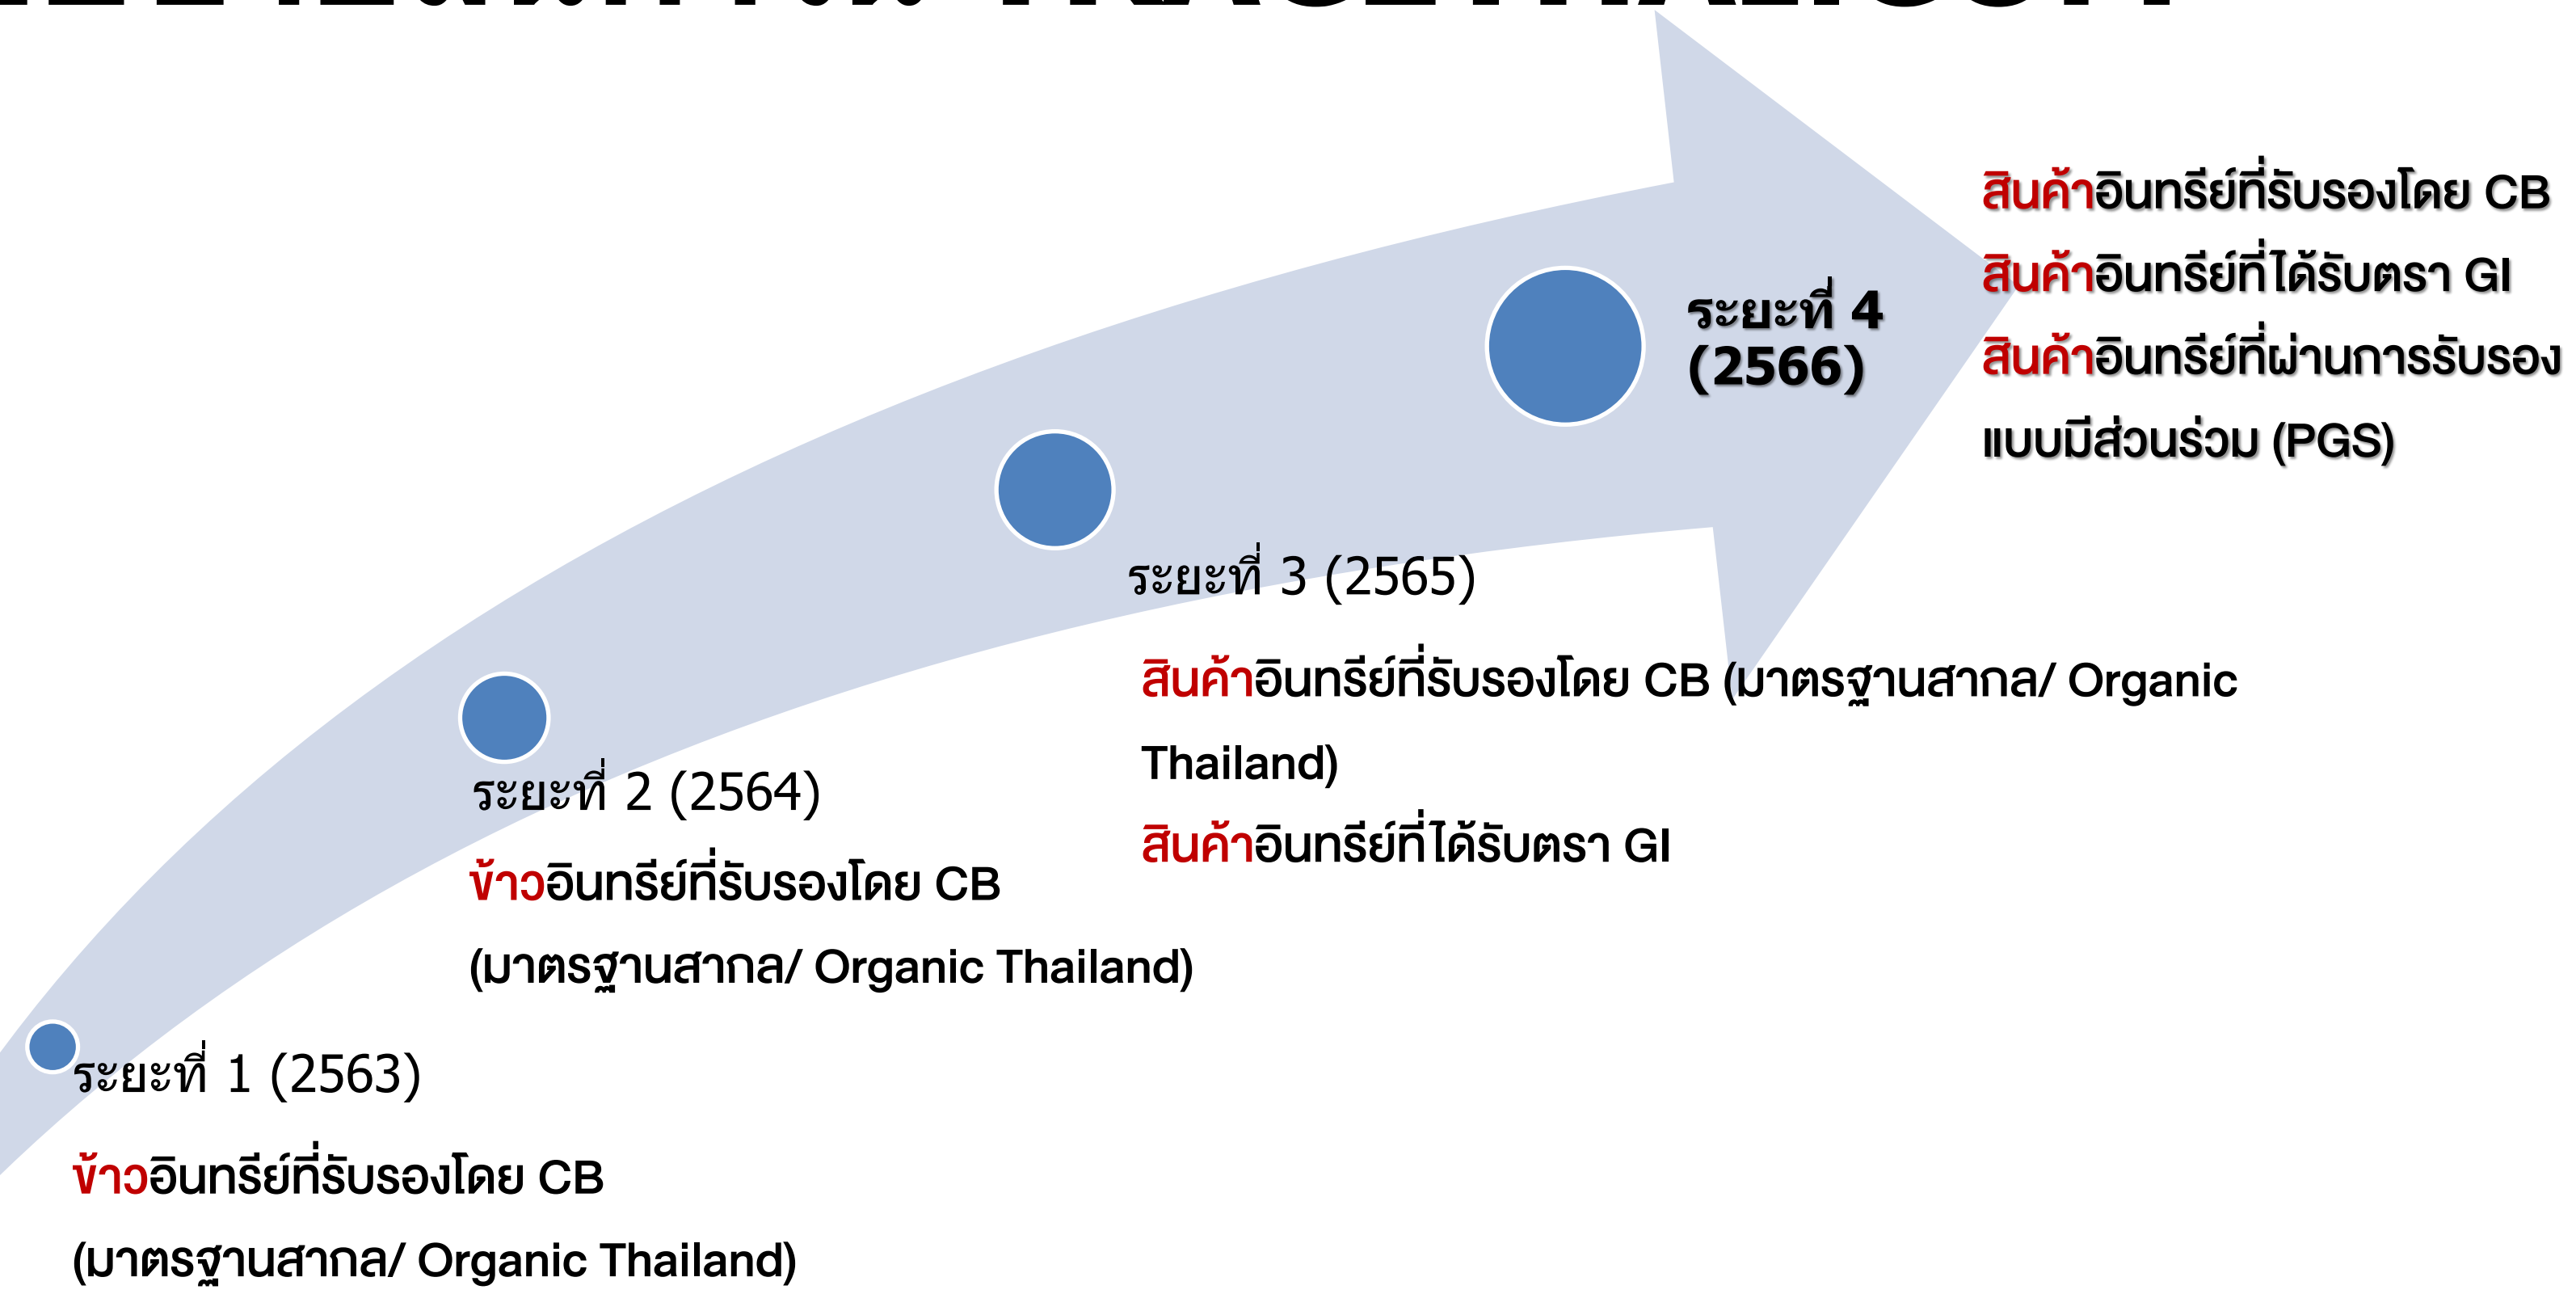 ระยะที่ 4
(2566)
สินค้าอินทรีย์ที่รับรองโดย CB
สินค้าอินทรีย์ที่ได้รับตรา GI
สินค้าอินทรีย์ที่ผ่านการรับรอง
แบบมีส่วนร่วม (PGS)
ระยะที่ 3 (2565)
สินค้าอินทรีย์ที่รับรองโดย CB (มาตรฐานสากล/ Organic
Thailand)
สินค้าอินทรีย์ที่ได้รับตรา GI
ระยะที่ 2 (2564)
ข้าวอินทรีย์ที่รับรองโดย CB
(มาตรฐานสากล/ Organic Thailand)
ระยะที่ 1 (2563)
ข้าวอินทรีย์ที่รับรองโดย CB
(มาตรฐานสากล/ Organic Thailand)